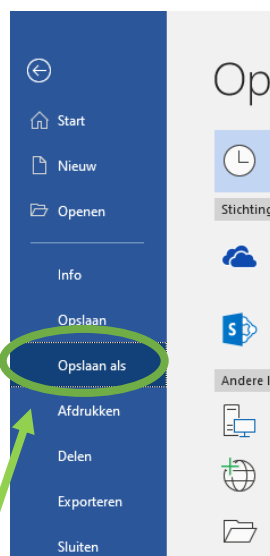 Op
Start
Nieuw
Openen
Stichting
Info
Opslaan
Opslaan als
Andere l
Afdrukken
Delen
Exporteren
Sluiten